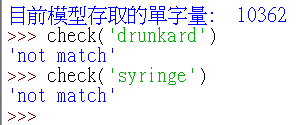 目前模型存取的單字量: 10362
>>> check('drunkard')
'not match'
>>> check('syringe')
'not match'
>>>